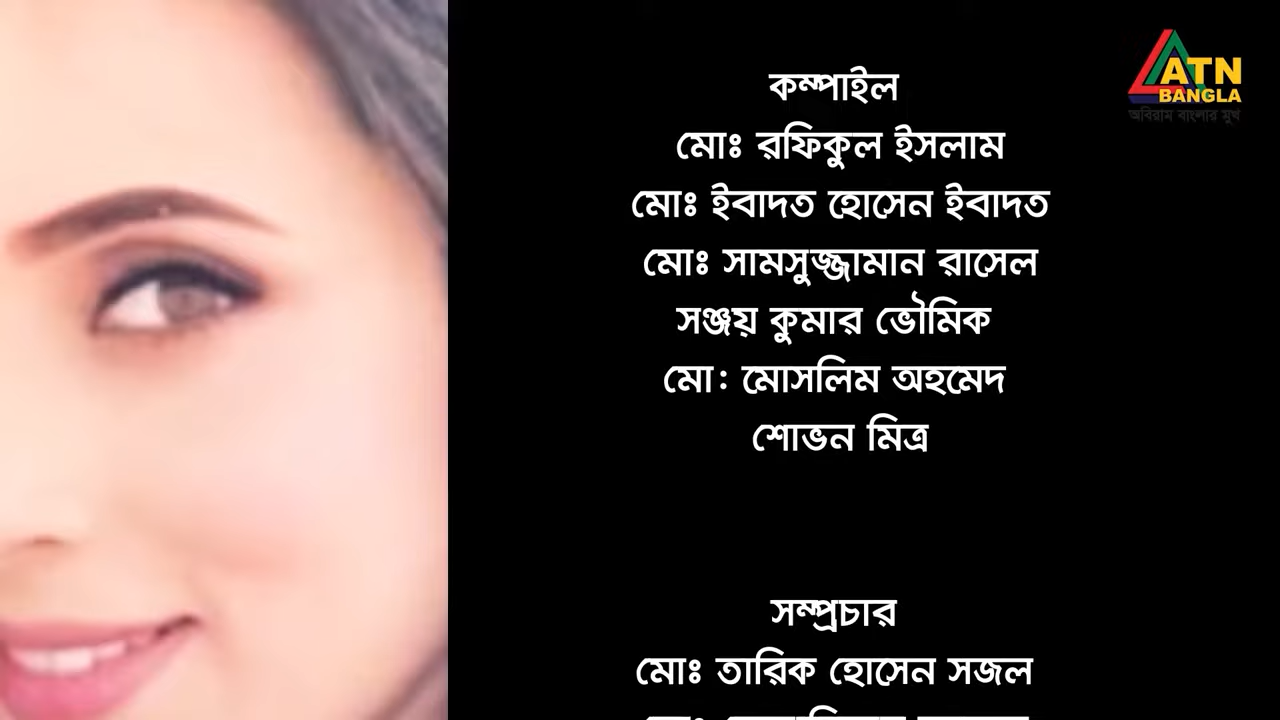 ATN
BANGLA
অবিরাম বাংলার মুখ
কম্পাইল
মোঃ রফিকুল ইসলাম
মোঃ ইবাদত হোসেন ইবাদত
মোঃ সামসুজ্জামান রাসেল
সঞ্জয় কুমার ভৌমিক
মো: মোসলিম অহমেদ
শোভন মিত্র
সম্প্রচার
মোঃ তারিক হোসেন সজল